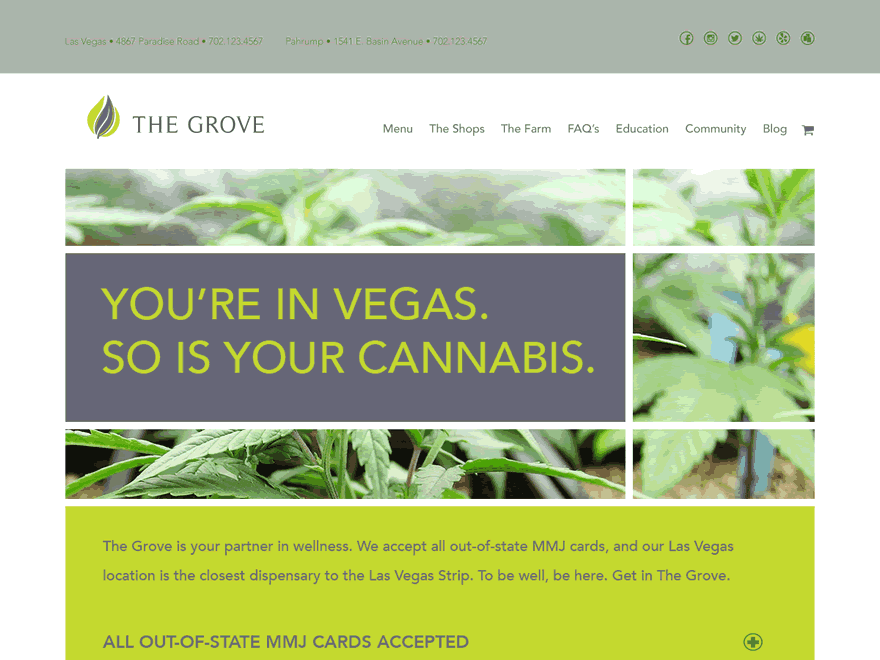 Las Vegas • 4867 Paradise Road • 702.123.4567 Pahrump • 1541 E. Basin Avenue • 702.123.4567
THE GROVE
Menu The Shops The Farm FAQ's Education Community Blog
YOU'RE IN VEGAS.
SO IS YOUR CANNABIS.
The Grove is your partner in wellness. We accept all out-of-state MMJ cards, and our Las Vegas
location is the closest dispensary to the Las Vegas Strip. To be well, be here. Get in The Grove.
ALL OUT-OF-STATE MMJ CARDS ACCEPTED